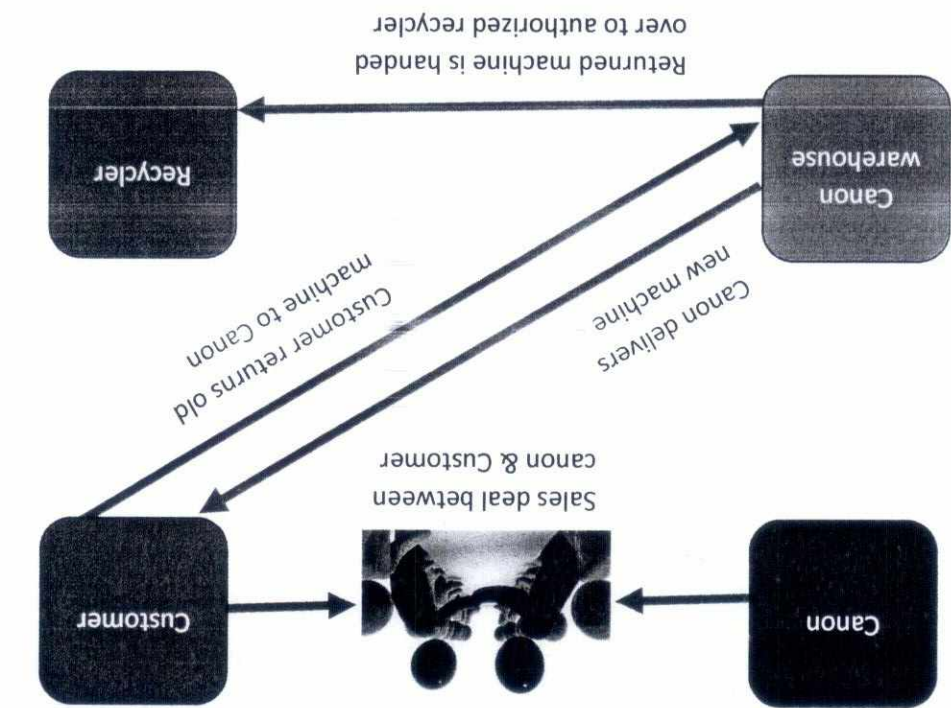 Canon
Customer
Sales deal between
canon & Customer
Canon delivers
new machine
Customer returns old
machine to Canon
Canon
warehouse
Recycler
Returned machine is handed
over to authorized recycler